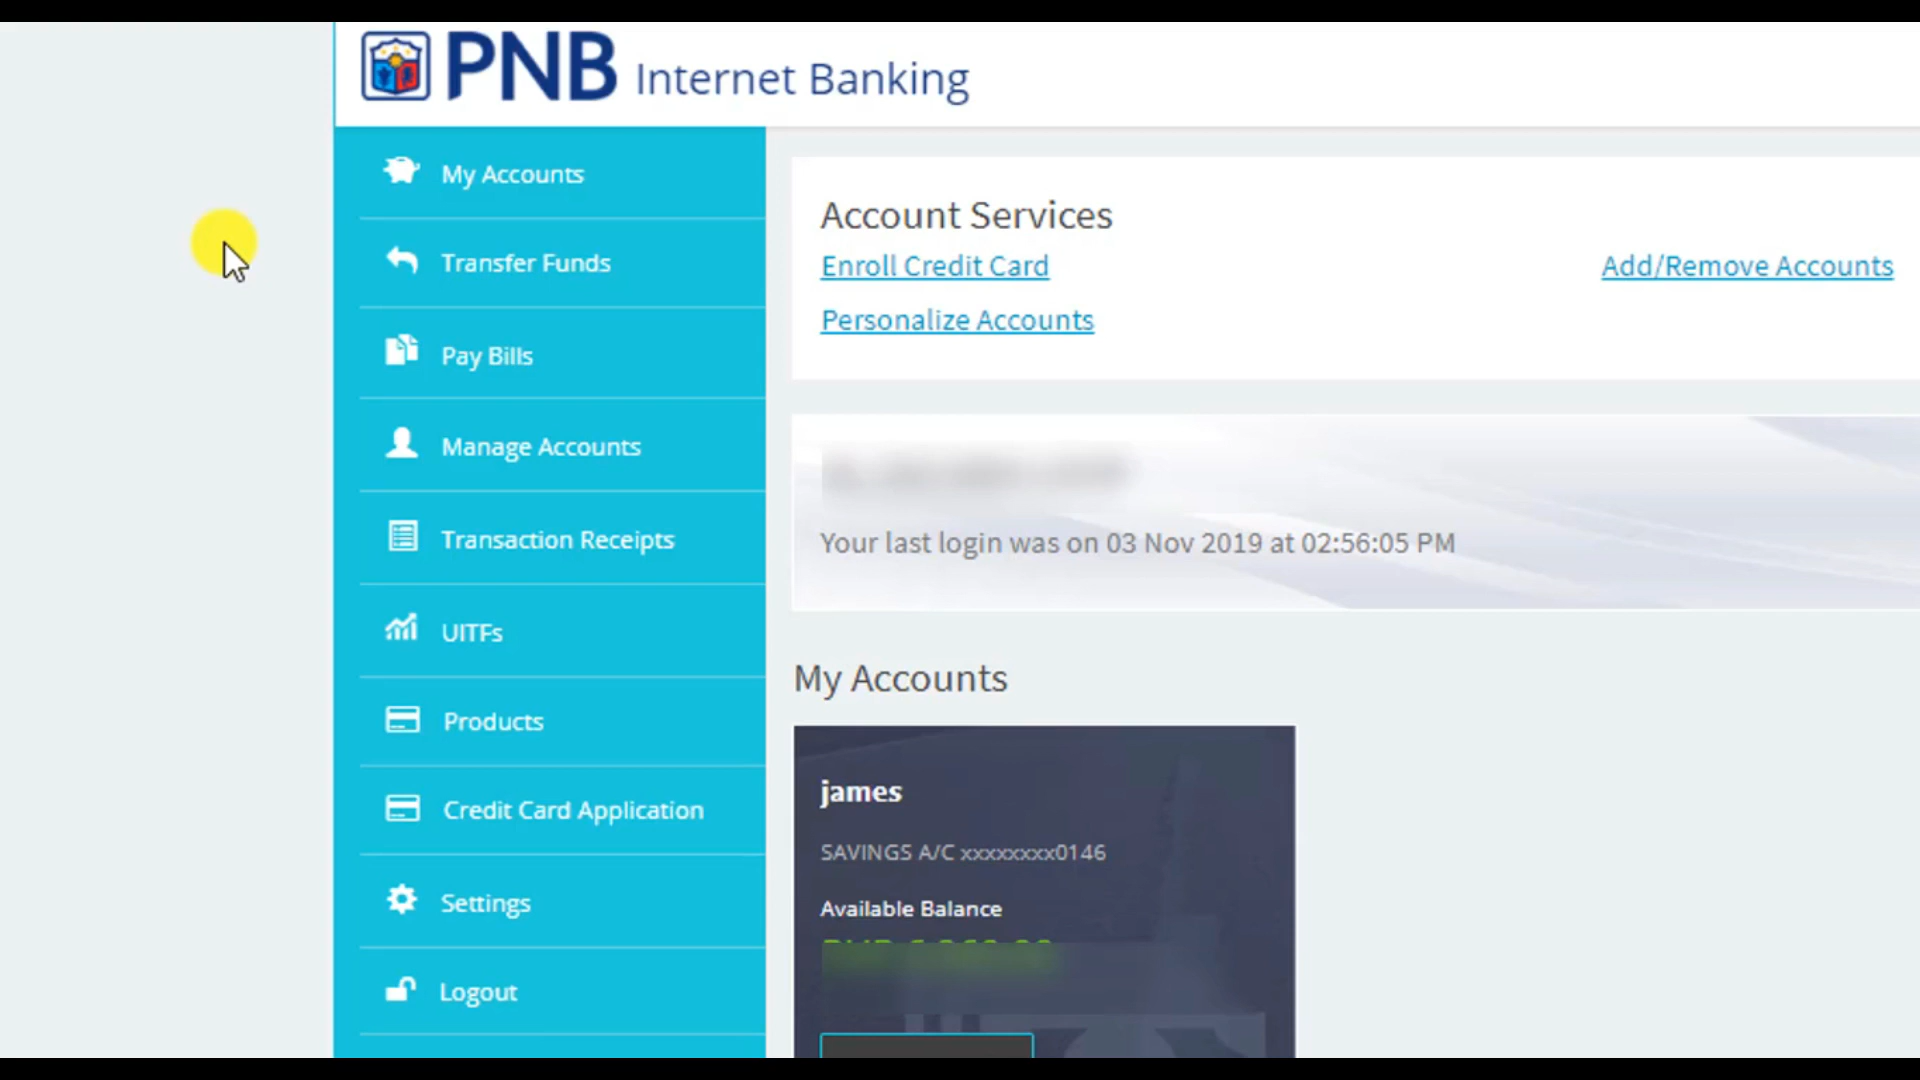 PNB Internet Banking
My Accounts
Transfer Funds
Pay Bills
Manage Accounts
Transaction Receipts
UITFs
Products
Credit Card Application
Settings
Logout
Account Services
Enroll Credit Card
Add/Remove Accounts
Personalize Accounts
Your last login was on 03 Nov 2019 at 02:56:05 PM
My Accounts
james
SAVINGS A/C xxxxxxxx0146
Available Balance